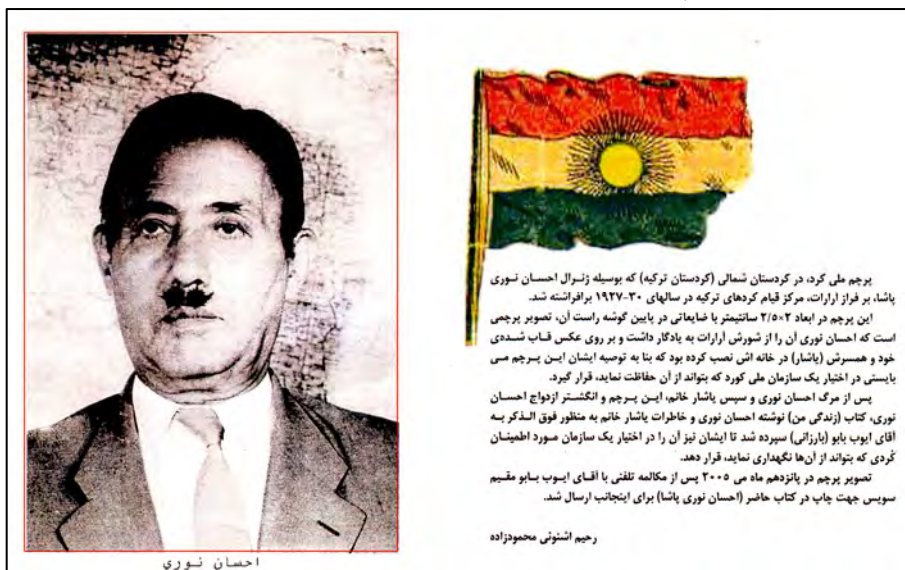 احسان نوری
پرچم ملی کرد، در کردستان شمالی (کردستان ترکیه) که بوسیله ژنرال احسان نوری
پاشا، بر فراز آرارات، مرکز قیام کردهای ترکیه در سالهای ۳۰-۱۹۲۷ برافراشته شد.
این پرچم در ابعاد ۲×۲/۵ سانتیمتر با ضایعاتی در پایین گوشه راست آن، تصویر پرچمی
است که احسان نوری آن را از شورش آرارات به یادگار داشت و بر روی عکس قاب شده‌ی
خود و همسرش (یاشار) در خانه اش نصب کرده بود که بنا به توصیه ایشان این پرچم می
بایستی در اختیار یک سازمان ملی کورد که بتواند از آن حفاظت نماید، قرار گیرد.
پس از مرگ احسان نوری و سپس یاشار خانم، این پرچم و انگشتر ازدواج احسان
نوری، کتاب (زندگی من) نوشته احسان نوری و خاطرات یاشار خانم به منظور فوق الذکر به
آقای ایوب بابو (بارزانی) سپرده شد تا ایشان نیز آن را در اختیار یک سازمان مورد اطمینان
کُردی که بتواند از آن‌ها نگهداری نماید، قرار دهد.
تصویر پرچم در پانزدهم ماه می ۲۰۰۵ پس از مکالمه تلفنی با آقای ایوب بابو مقیم
سویس جهت چاپ در کتاب حاضر (احسان نوری پاشا) برای اینجانب ارسال شد.
رحیم اشنوئی محمودزاده